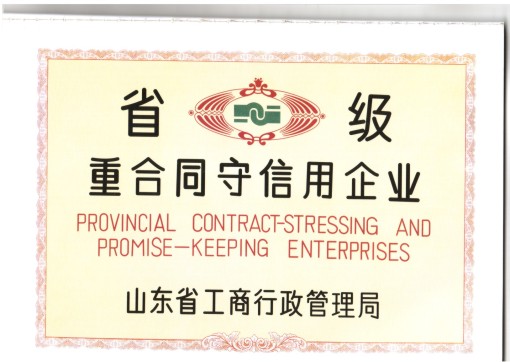 省 级
重合同守信用企业
PROVINCIAL CONTRACT-STRESSING AND
PROMISE-KEEPING ENTERPRISES
山东省工商行政管理局